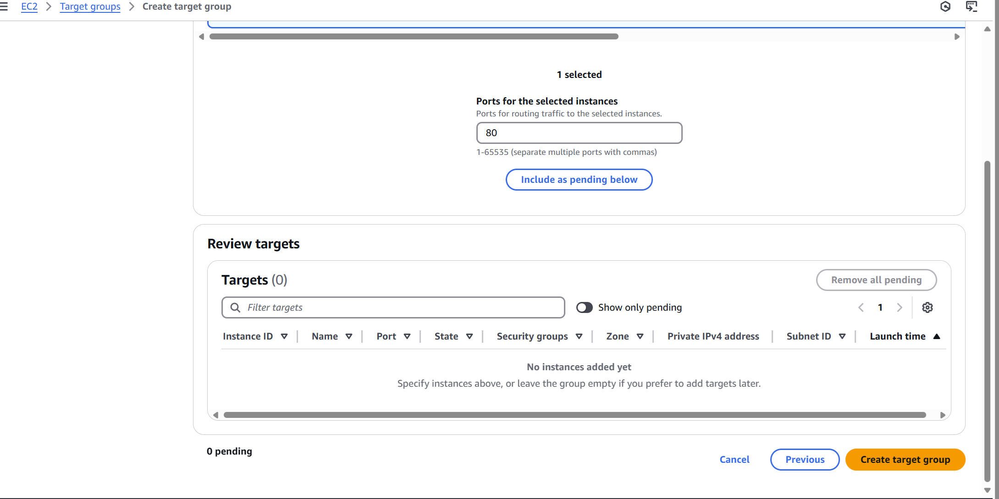 EC2 Target groups Create target group
1 selected
Ports for the selected instances
Ports for routing traffic to the selected instances.
80
1-65535 (separate multiple ports with commas)
Include as pending below
Review targets
Targets (0)
Remove all pending
Filter targets
Show only pending
1
Instance ID Name Port State Security groups Zone Private IPv4 address Subnet ID Launch time
No instances added yet
Specify instances above, or leave the group empty if you prefer to add targets later.
0 pending
Cancel
Previous
Create target group